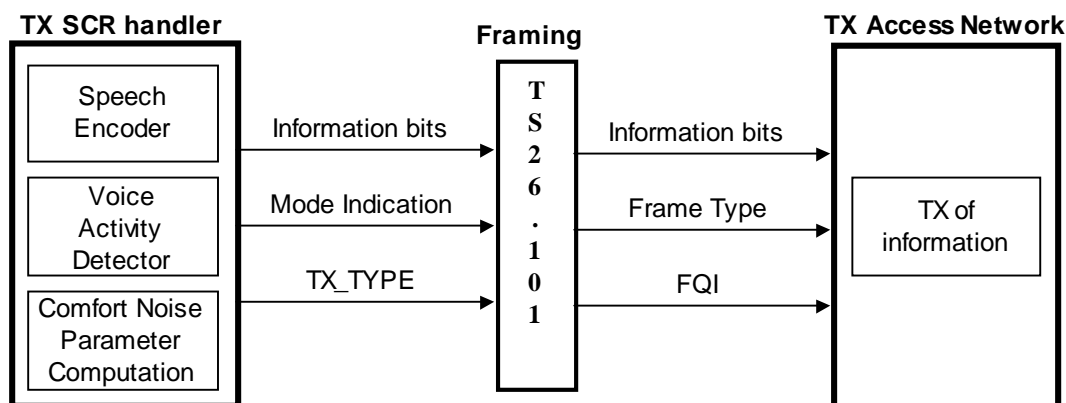 TX SCR handler
Framing
TX Access Network
Speech
Encoder
Voice
Activity
Detector
Comfort Noise
Parameter
Computation
Information bits
Mode Indication
TX_TYPE
T
S
2
6
.
1
0
1
Information bits
Frame Type
FQI
TX of
information